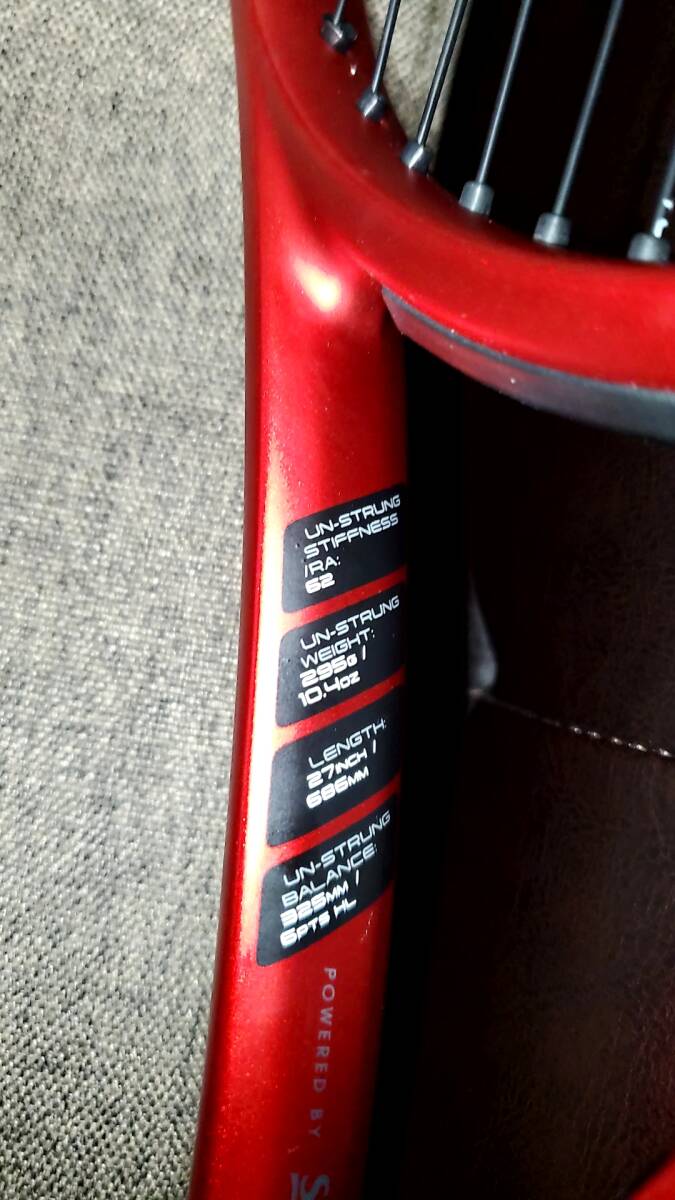 UN-STRUNG
STIFFNESS
/RA:
62
UN-STRUNG
WEIGHT:
295G /
10.4OZ
LENGTH:
27INCH /
686MM
UN-STRUNG
BALANCE:
325MM /
6PTS HL
POWERED BY
S